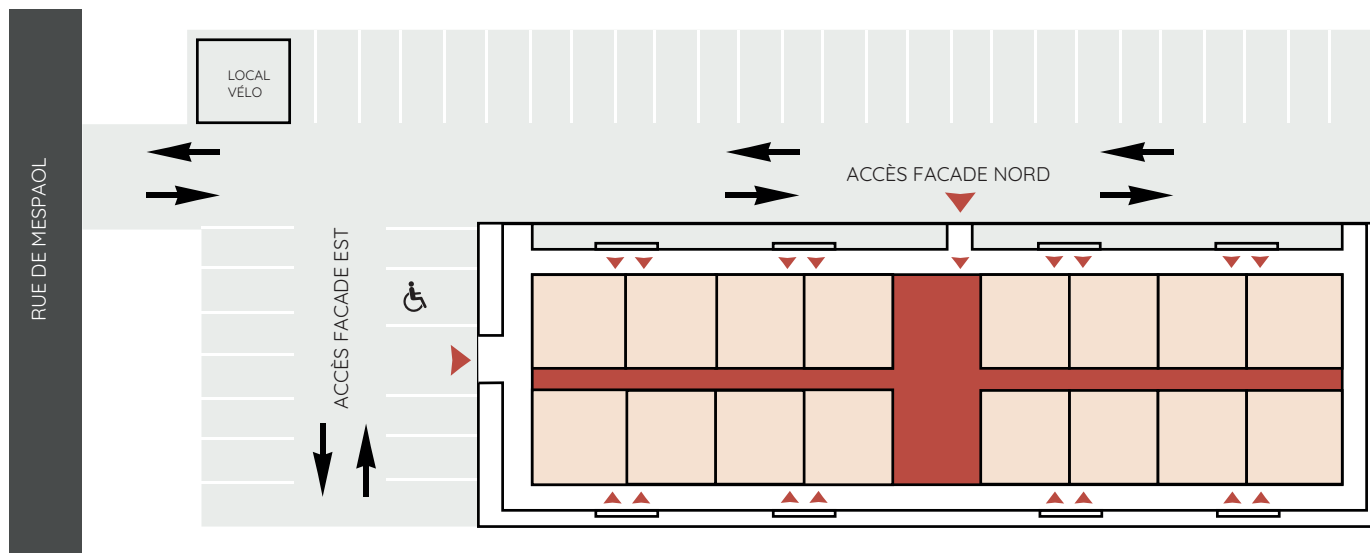 LOCAL
VÉLO
RUE DE MESPAOL
ACCÈS FACADE NORD
ACCÈS FACADE EST